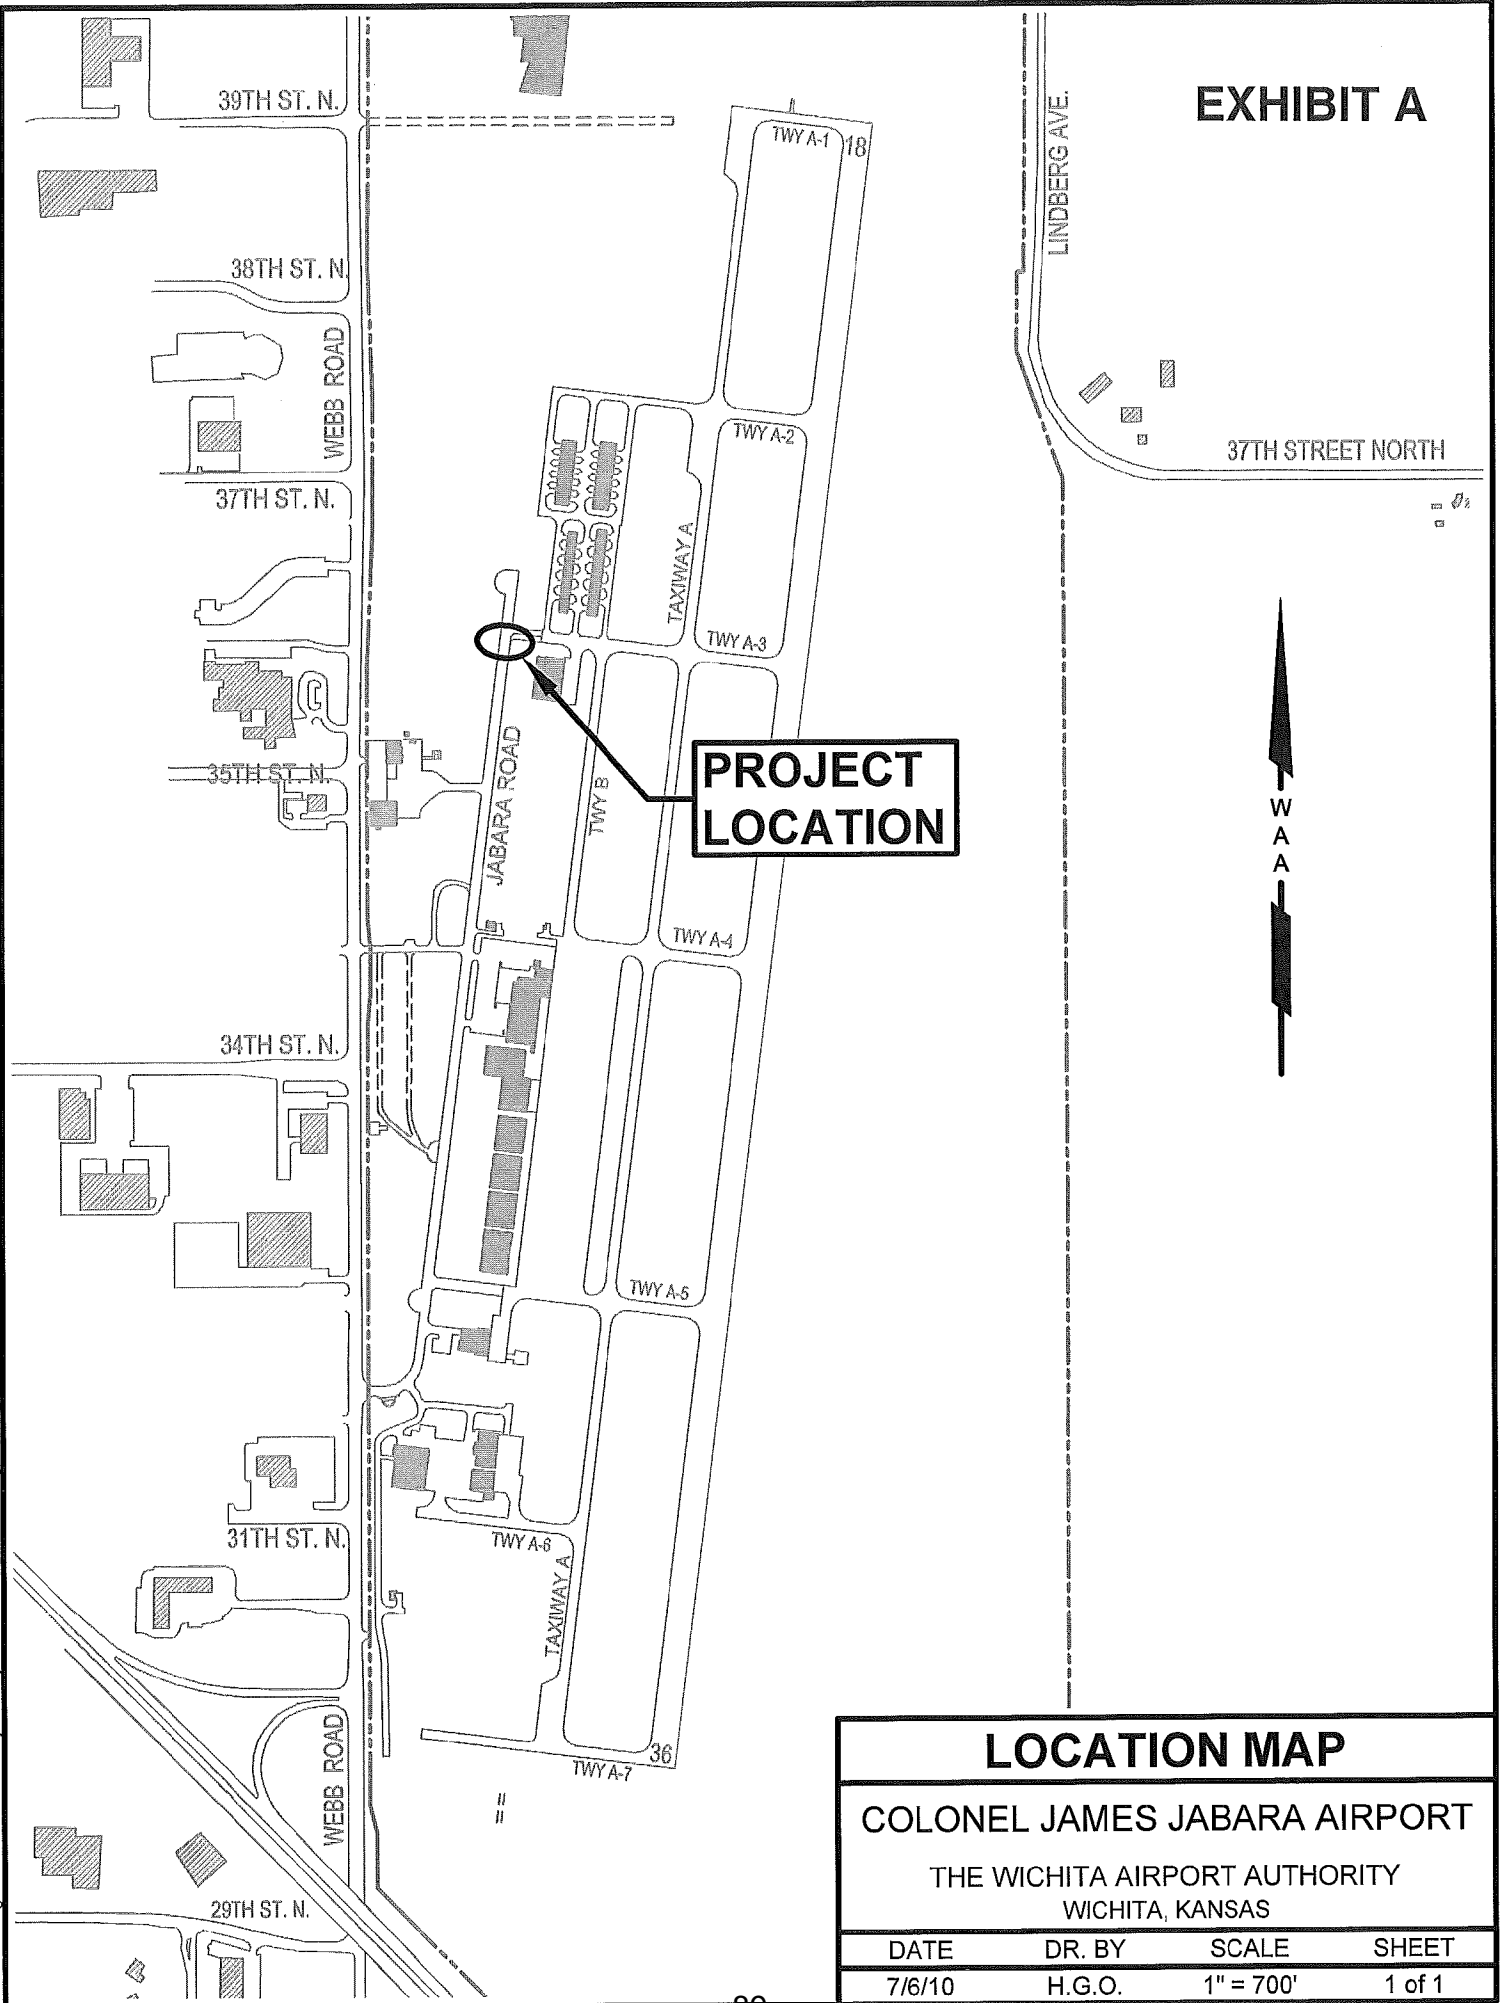 EXHIBIT A
39TH ST. N.
TWY A-1
18
LINDBERG AVE.
38TH ST. N.
WEBB ROAD
TWY A-2
37TH STREET NORTH
37TH ST. N.
TAXIWAY A
TWY A-3
PROJECT
LOCATION
35TH ST. N.
JABARA ROAD
TWY B
W
A
A
TWY A-4
34TH ST. N.
TWY A-5
31TH ST. N.
TWY A-6
TAXIWAY A
WEBB ROAD
36
TWY A-7
29TH ST. N.
LOCATION MAP
COLONEL JAMES JABARA AIRPORT
THE WICHITA AIRPORT AUTHORITY
WICHITA, KANSAS
DATE DR. BY SCALE SHEET
7/6/10 H.G.O. 1" = 700' 1 of 1